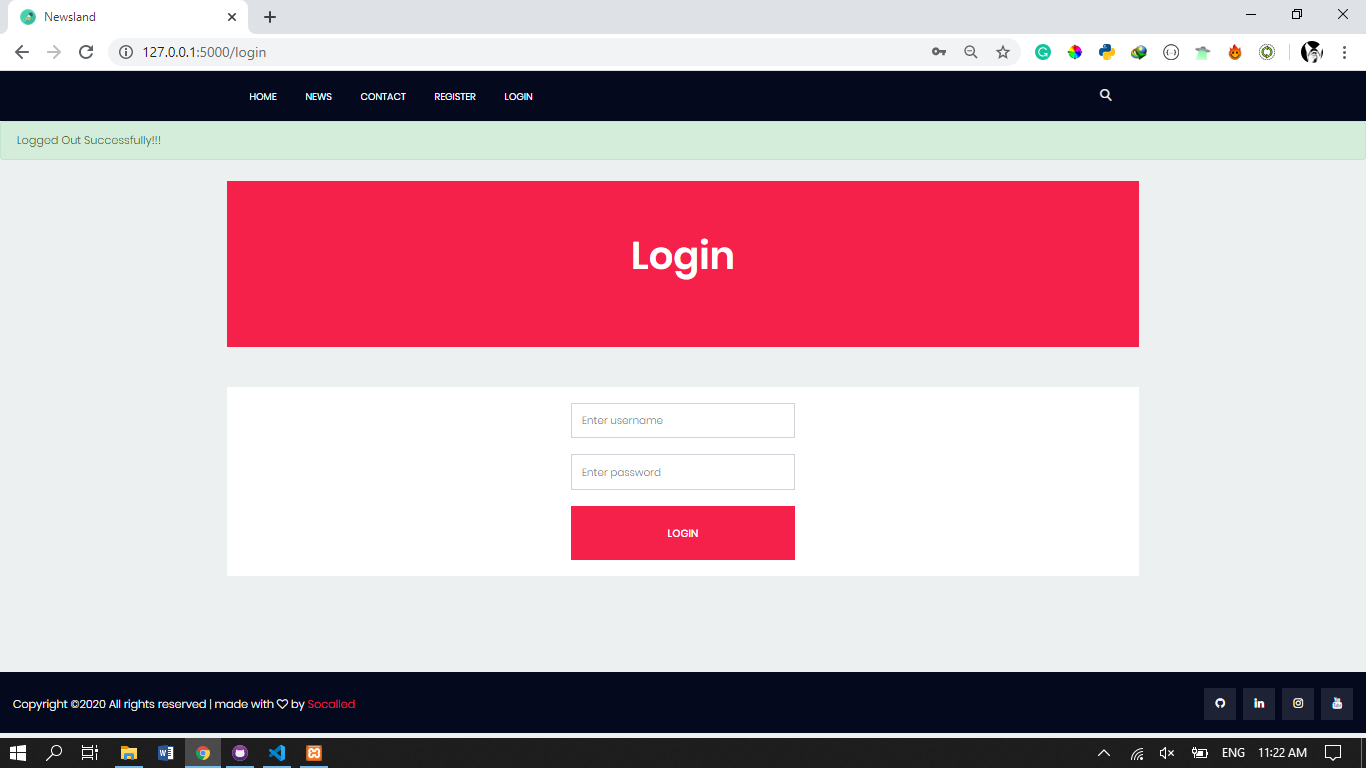 Newsland
127.0.0.1:5000/login
HOME NEWS CONTACT REGISTER LOGIN
Logged Out Successfully!!!
Login
Enter username
Enter password
LOGIN
Copyright ©2020 All rights reserved | made with ♡ by Socalled
ENG 11:22 AM